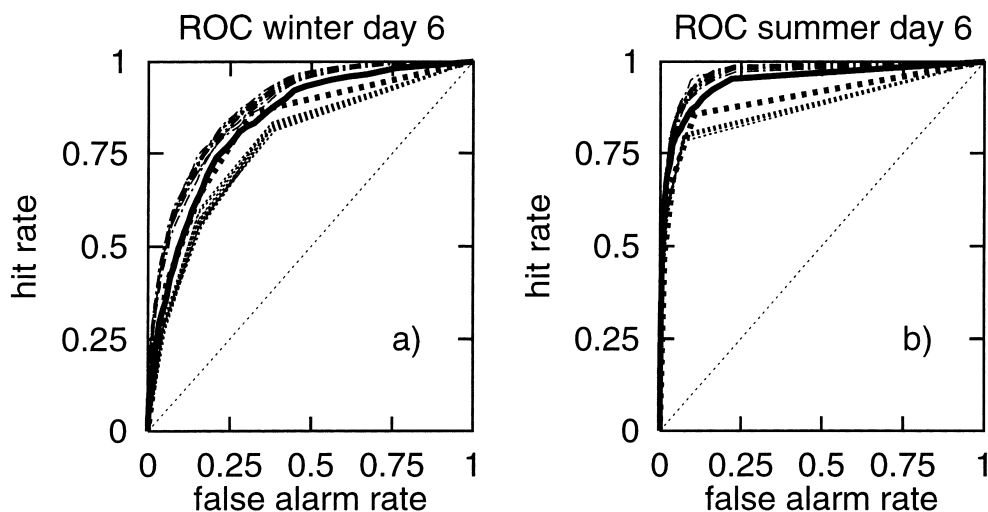 ROC winter day 6
1
0.75
0.5
0.25
0
hit rate
a)
0 0.25 0.5 0.75 1
false alarm rate
ROC summer day 6
1
0.75
0.5
0.25
0
hit rate
b)
0 0.25 0.5 0.75 1
false alarm rate